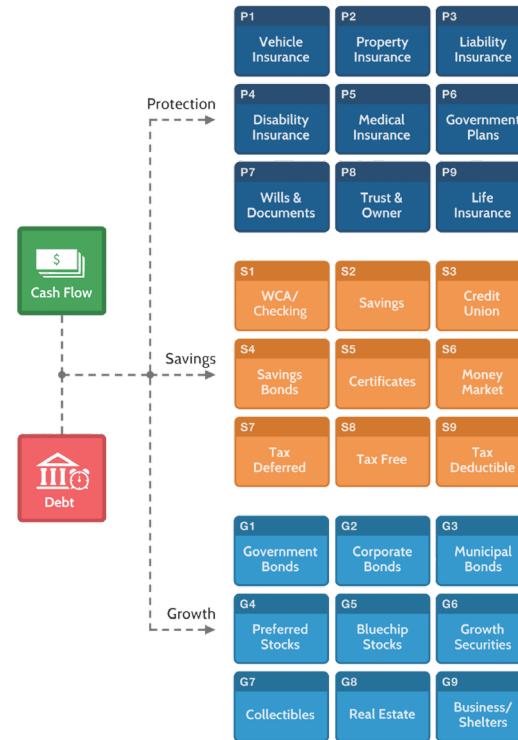 P1
Vehicle
Insurance
P2
Property
Insurance
P3
Liability
Insurance
Protection
P4
Disability
Insurance
P5
Medical
Insurance
P6
Government
Plans
P7
Wills &
Documents
P8
Trust &
Owner
P9
Life
Insurance
$
Cash Flow
S1
WCA/
Checking
S2
Savings
S3
Credit
Union
Savings
S4
Savings
Bonds
S5
Certificates
S6
Money
Market
S7
Tax
Deferred
S8
Tax Free
S9
Tax
Deductible
Debt
G1
Government
Bonds
G2
Corporate
Bonds
G3
Municipal
Bonds
Growth
G4
Preferred
Stocks
G5
Bluechip
Stocks
G6
Growth
Securities
G7
Collectibles
G8
Real Estate
G9
Business/
Shelters